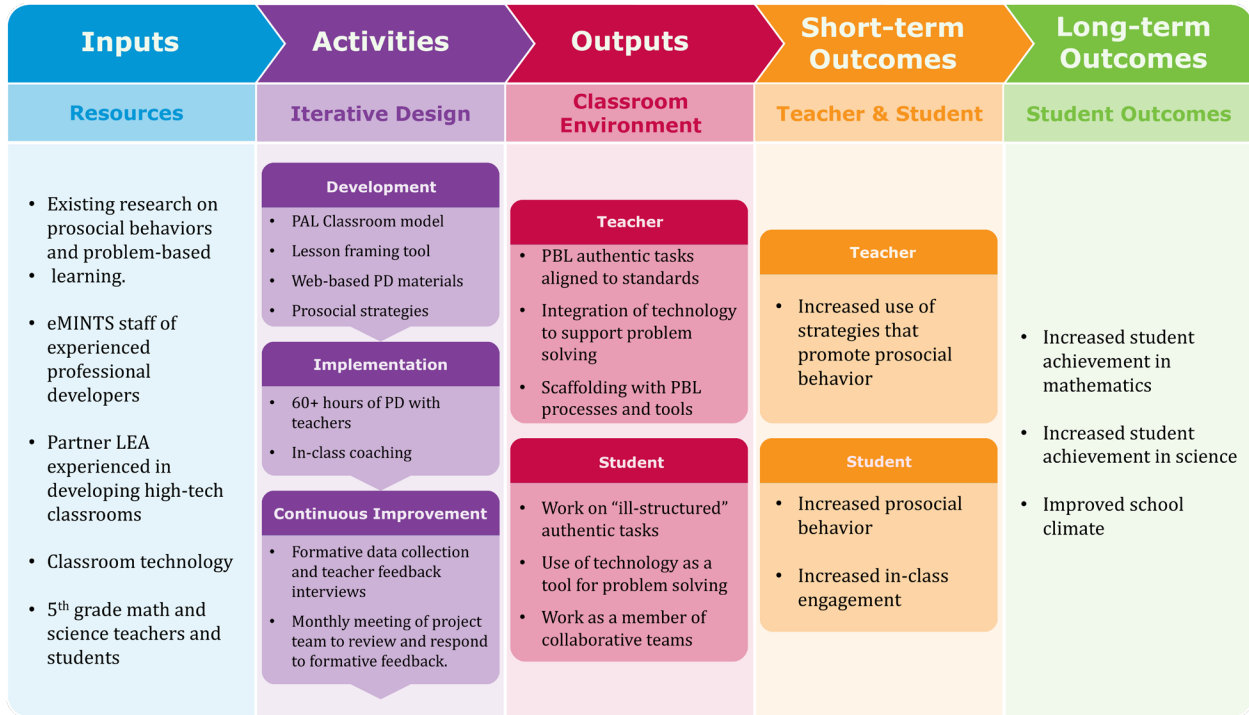 Inputs
Activities
Outputs
Short-term
Outcomes
Long-term
Outcomes
Resources
Iterative Design
Classroom
Environment
Teacher & Student
Student Outcomes
• Existing research on
prosocial behaviors
and problem-based
• learning.
• eMINTS staff of
experienced
professional
developers
• Partner LEA
experienced in
developing high-tech
classrooms
• Classroom technology
• 5th grade math and
science teachers and
students
Development
• PAL Classroom model
• Lesson framing tool
• Web-based PD materials
• Prosocial strategies
Implementation
• 60+ hours of PD with
teachers
• In-class coaching
Continuous Improvement
• Formative data collection
and teacher feedback
interviews
• Monthly meeting of project
team to review and respond
to formative feedback.
Teacher
• PBL authentic tasks
aligned to standards
• Integration of technology
to support problem
solving
• Scaffolding with PBL
processes and tools
Student
• Work on “ill-structured”
authentic tasks
• Use of technology as a
tool for problem solving
• Work as a member of
collaborative teams
Teacher
• Increased use of
strategies that
promote prosocial
behavior
Student
• Increased prosocial
behavior
• Increased in-class
engagement
• Increased student
achievement in
mathematics
• Increased student
achievement in science
• Improved school
climate